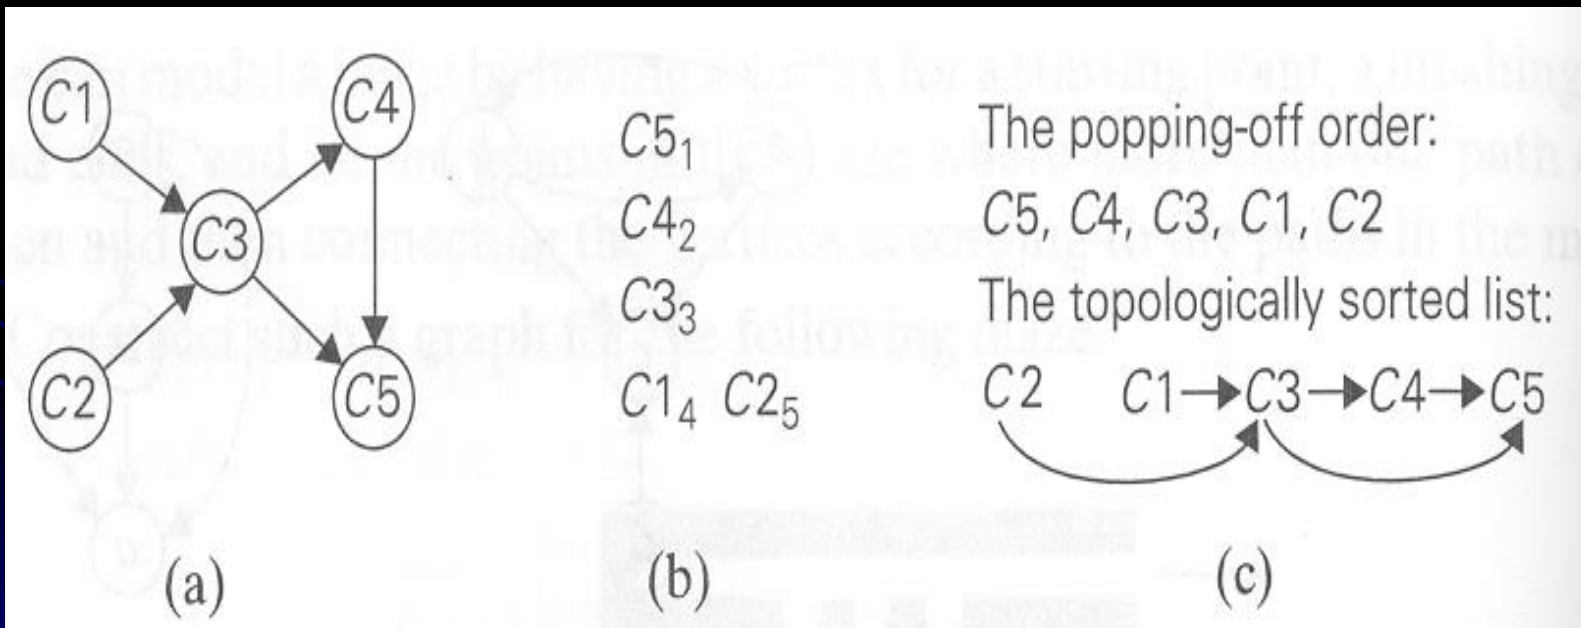 C1
C4
C3
C2
C5
(a)
C5₁
C4₂
C3₃
C1₄ C2₅
(b)
The popping-off order:
C5, C4, C3, C1, C2
The topologically sorted list:
C2 C1→C3→C4→C5
(c)